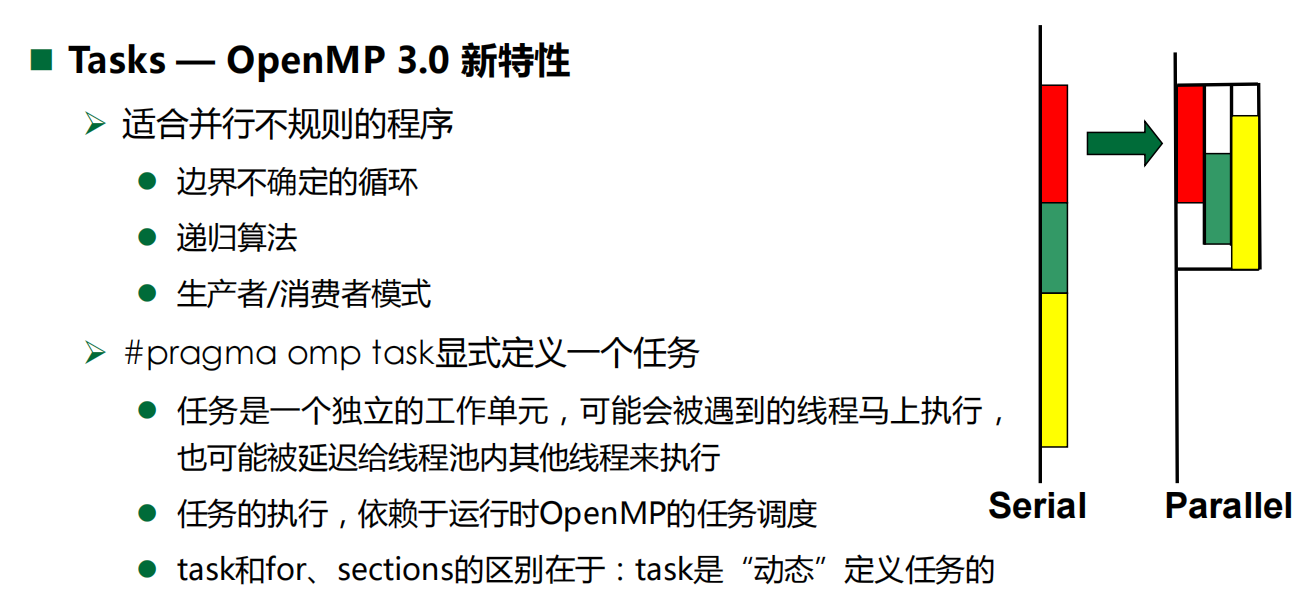 Tasks — OpenMP 3.0 新特性
适合并行不规则的程序
边界不确定的循环
递归算法
生产者/消费者模式
#pragma omp task显式定义一个任务
任务是一个独立的工作单元，可能会被遇到的线程马上执行，
也可能被延迟给线程池内其他线程来执行
任务的执行，依赖于运行时OpenMP的任务调度
task和for、sections的区别在于：task是“动态”定义任务的
Serial
Parallel